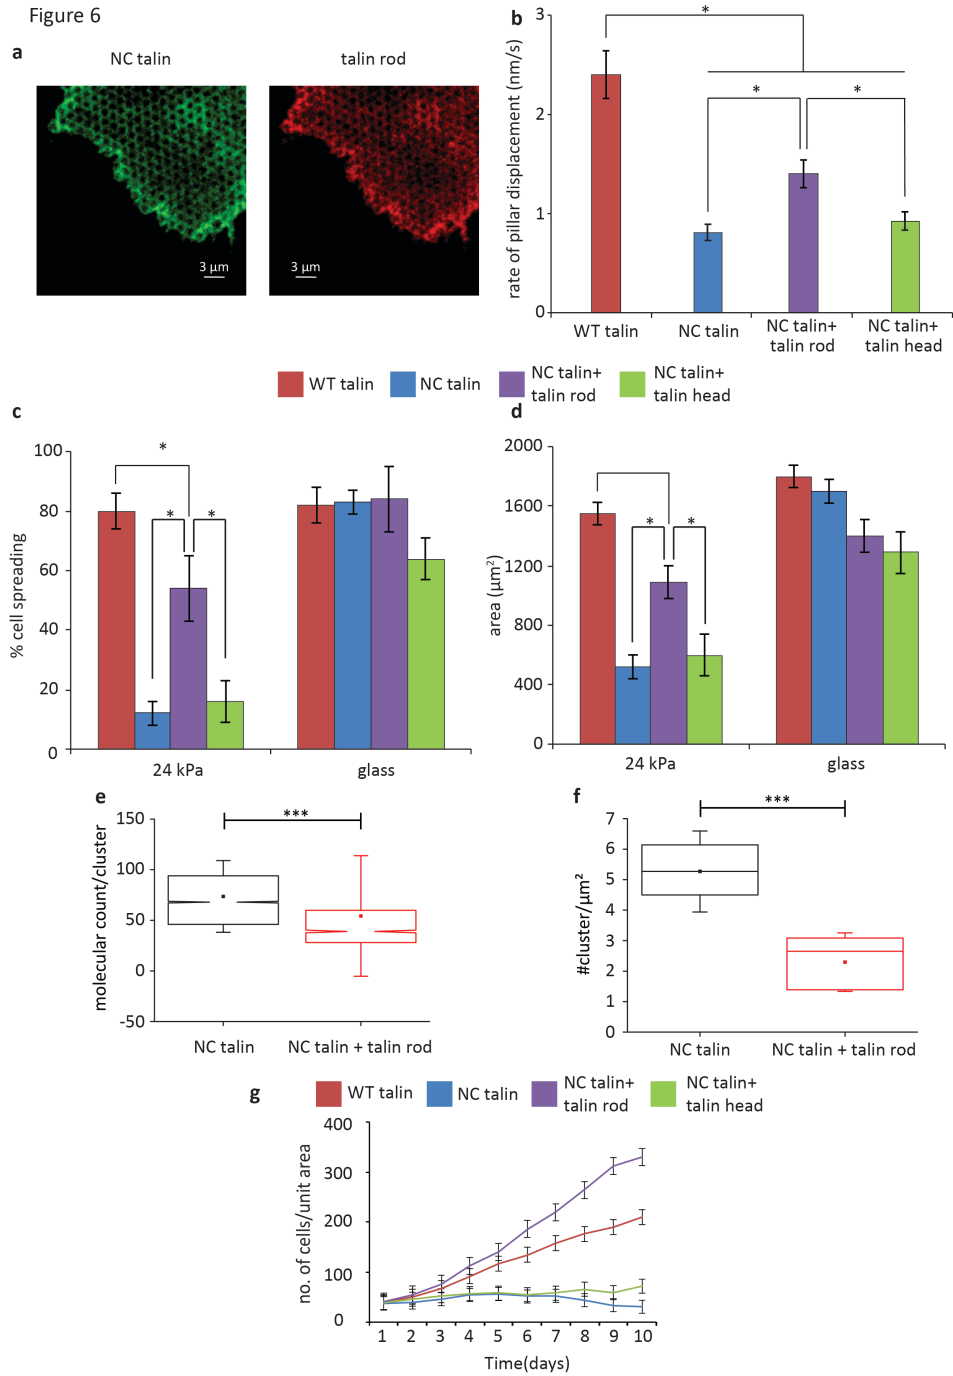 Figure 6
a
NC talin
talin rod
3 µm
3 µm
b
rate of pillar displacement (nm/s)
3
2
1
0
*
*
*
WT talin
NC talin
NC talin+
talin rod
NC talin+
talin head
WT talin
NC talin
NC talin+
talin rod
NC talin+
talin head
c
% cell spreading
100
80
60
40
20
0
*
*
*
24 kPa
glass
d
area (µm²)
2000
1600
1200
800
400
0
*
*
24 kPa
glass
e
molecular count/cluster
150
100
50
0
-50
***
NC talin
NC talin + talin rod
f
#cluster/µm²
7
6
5
4
3
2
1
0
***
NC talin
NC talin + talin rod
g
WT talin
NC talin
NC talin+
talin rod
NC talin+
talin head
no. of cells/unit area
400
300
200
100
0
1 2 3 4 5 6 7 8 9 10
Time(days)